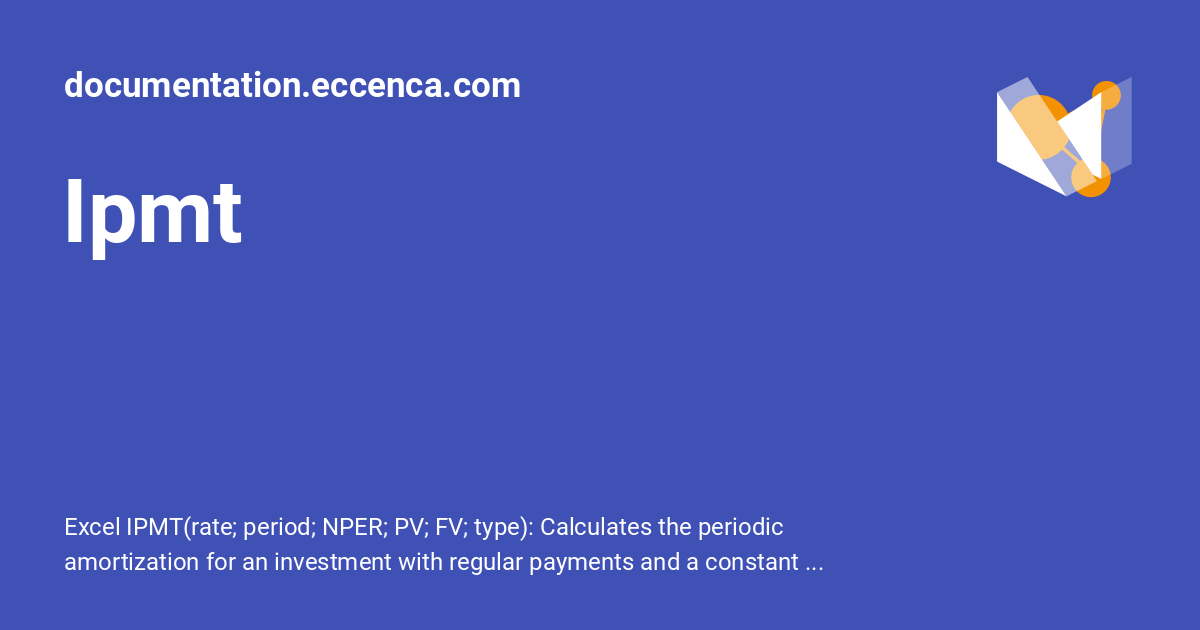 documentation.eccenca.com
Ipmt
Excel IPMT(rate; period; NPER; PV; FV; type): Calculates the periodic
amortization for an investment with regular payments and a constant ...